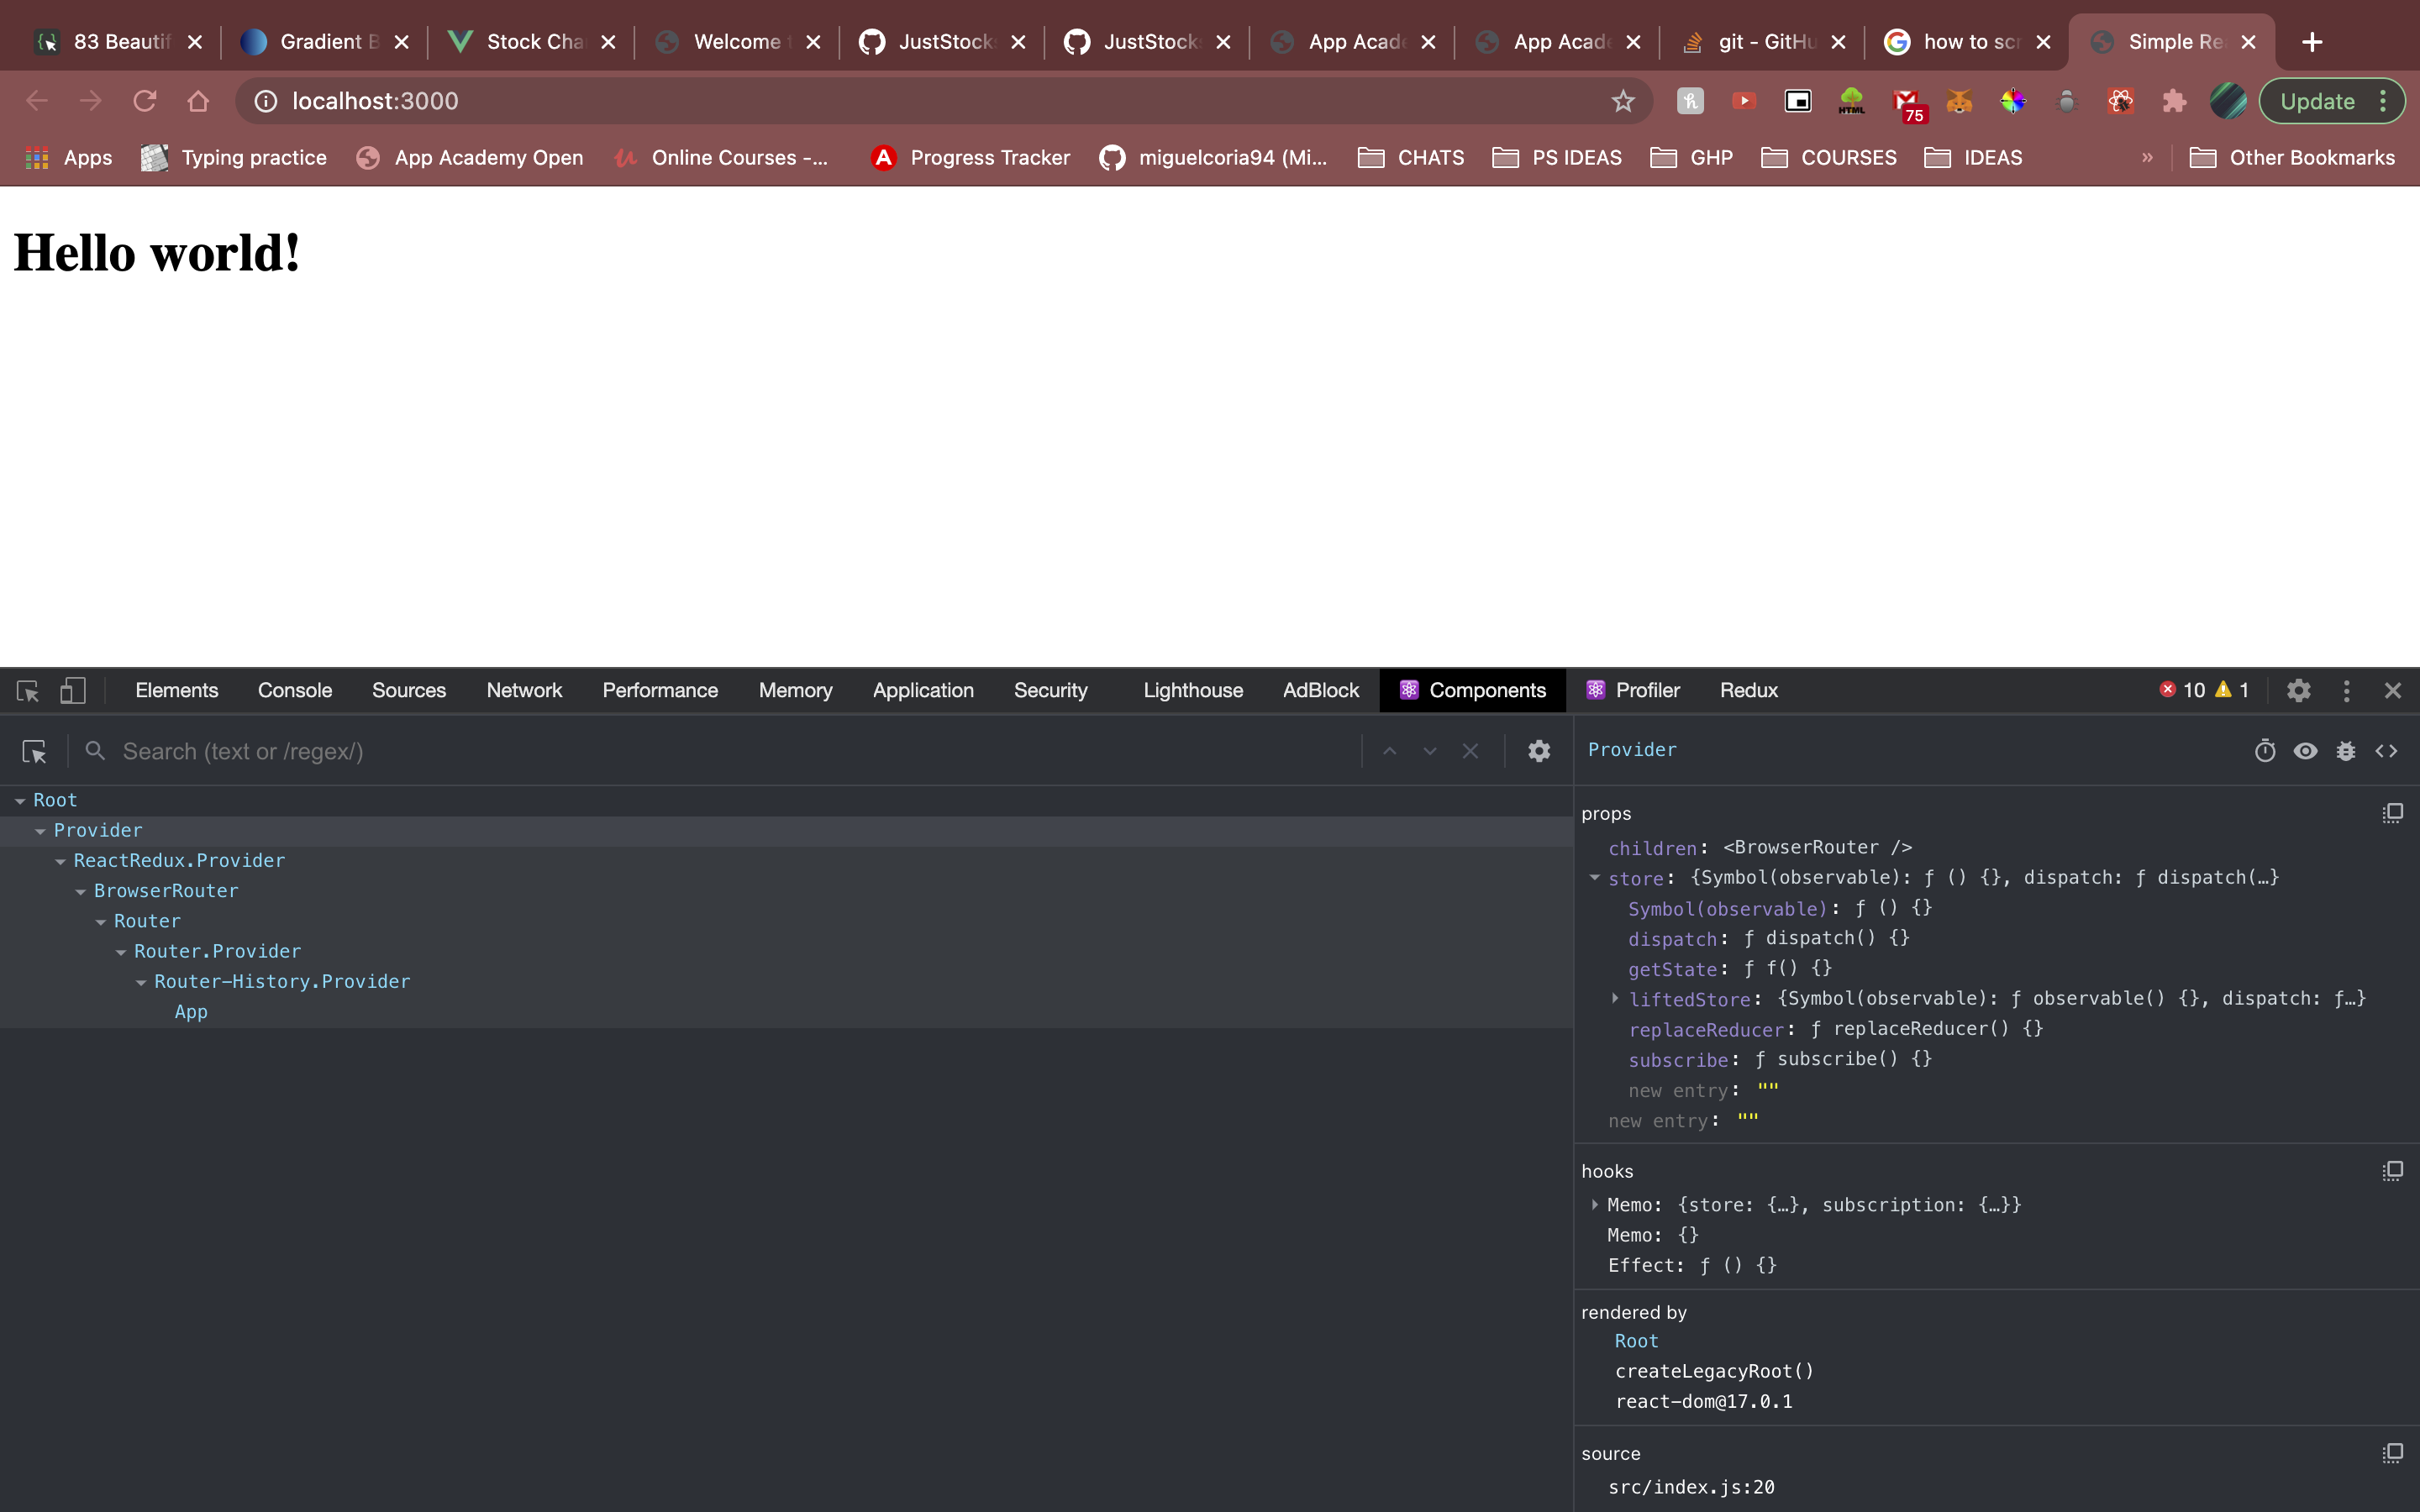 83 Beautif
Gradient B
Stock Cha
Welcome t
JustStock
JustStock
App Acade
App Acade
git - GitHu
how to scr
Simple Re
localhost:3000
HTML
75
Update
Apps
Typing practice
App Academy Open
Online Courses -...
Progress Tracker
miguelcoria94 (Mi...
CHATS
PS IDEAS
GHP
COURSES
IDEAS
»
Other Bookmarks
Hello world!
Elements
Console
Sources
Network
Performance
Memory
Application
Security
Lighthouse
AdBlock
Components
Profiler
Redux
10
1
Search (text or /regex/)
Root
Provider
ReactRedux.Provider
BrowserRouter
Router
Router.Provider
Router-History.Provider
App
Provider
props
children: <BrowserRouter />
store: {Symbol(observable): ƒ () {}, dispatch: ƒ dispatch(…}
Symbol(observable): ƒ () {}
dispatch: ƒ dispatch() {}
getState: ƒ f() {}
liftedStore: {Symbol(observable): ƒ observable() {}, dispatch: ƒ…}
replaceReducer: ƒ replaceReducer() {}
subscribe: ƒ subscribe() {}
new entry: ""
new entry: ""
hooks
Memo: {store: {…}, subscription: {…}}
Memo: {}
Effect: ƒ () {}
rendered by
Root
createLegacyRoot()
react-dom@17.0.1
source
src/index.js:20